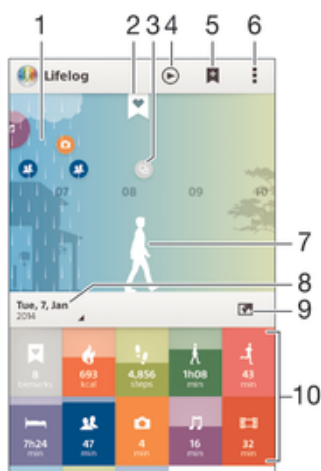 1 2 3 4 5 6
Lifelog
07 08 09 10
7
8
Tue, 7, Jan
2014
9
8 693 4,856 1h08 43
bookmarks kcal steps min min
10
7h24 47 4 16 32
min min min min min